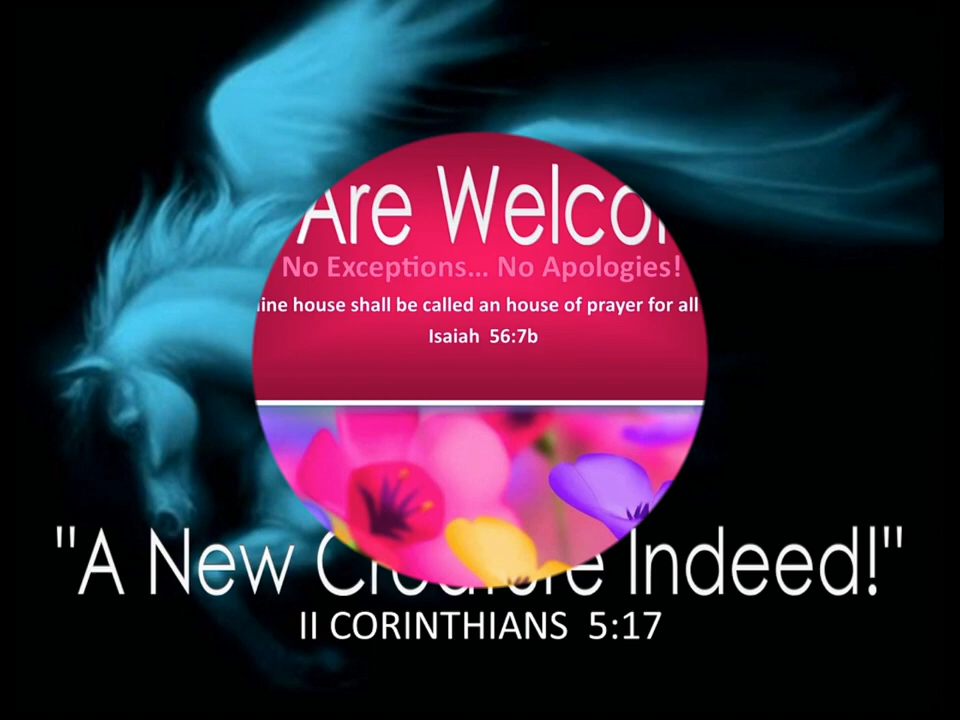 Are Welco
No Exceptions... No Apologies!
ine house shall be called an house of prayer for all
Isaiah 56:7b
"A New Creature Indeed!"
II CORINTHIANS 5:17